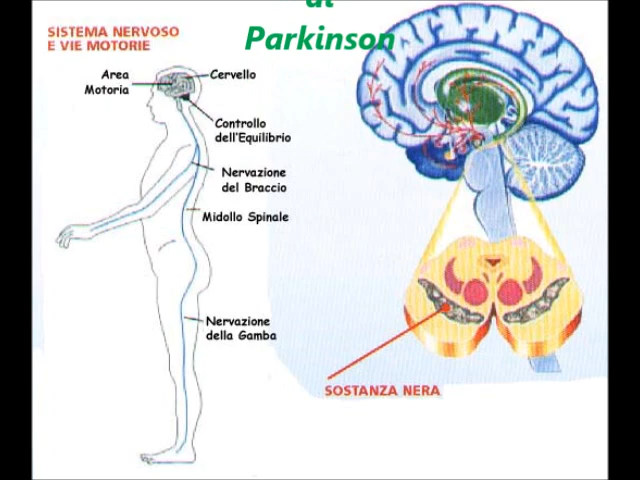 di
Parkinson
SISTEMA NERVOSO
E VIE MOTORIE
Area
Motoria
Cervello
Controllo
dell'Equilibrio
Nervazione
del Braccio
Midollo Spinale
Nervazione
della Gamba
SOSTANZA NERA